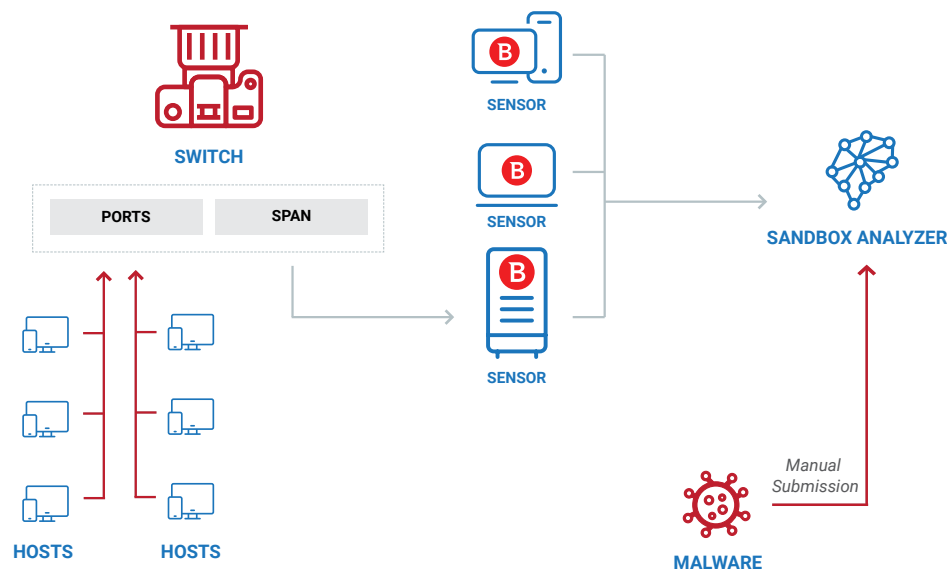 B
SENSOR
SWITCH
B
SENSOR
PORTS
SPAN
SANDBOX ANALYZER
B
SENSOR
Manual
Submission
HOSTS
HOSTS
MALWARE